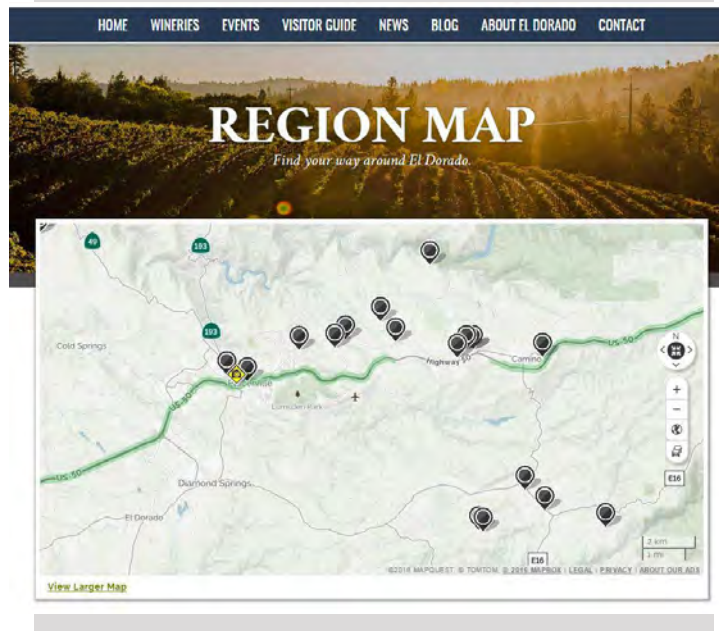 HOME WINERIES EVENTS VISITOR GUIDE NEWS BLOG ABOUT EL DORADO CONTACT
REGION MAP
Find your way around El Dorado.
49
193
193
Cold Springs
US-50
Highway 50
Camino
N
US-50
+
−
Diamond Springs
El Dorado
E16
E16
2 km
1 mi
©2016 MAPQUEST © TOMTOM © 2016 MAPBOX | LEGAL | PRIVACY | ABOUT OUR ADS
View Larger Map